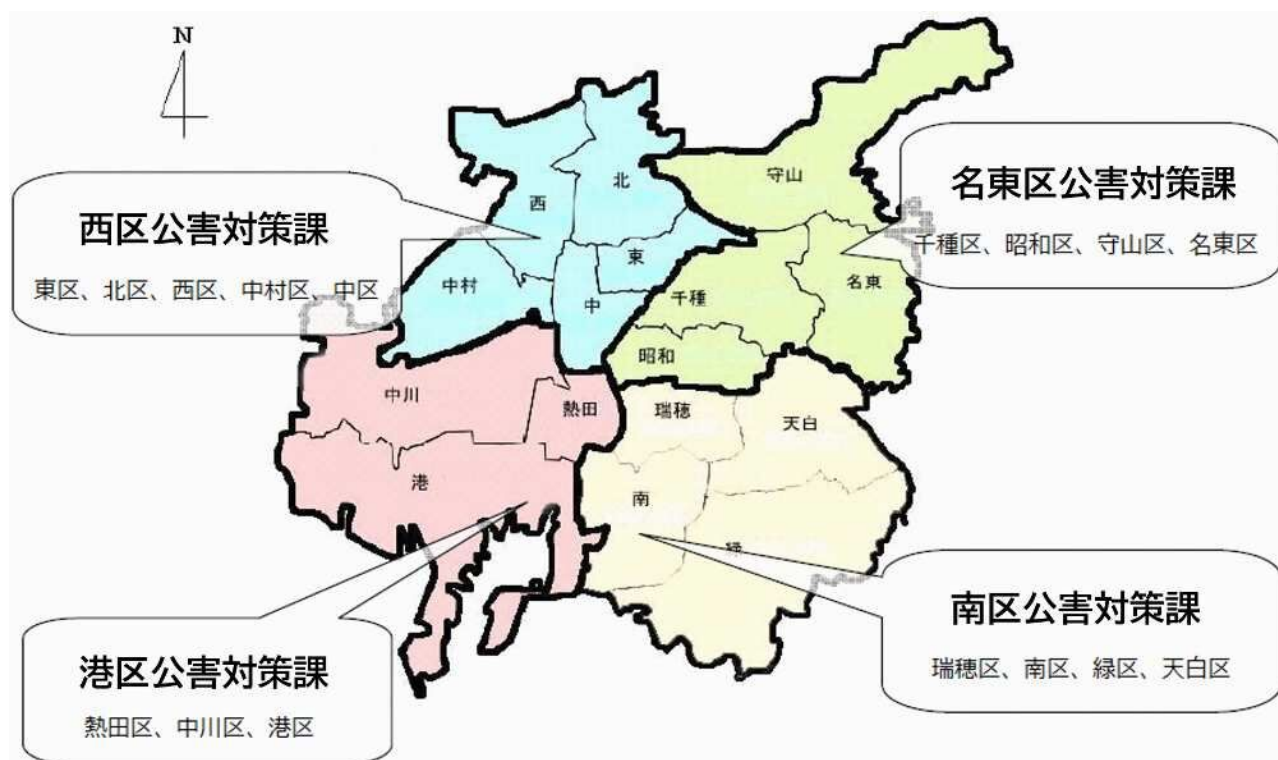 N
西区公害対策課
東区、北区、西区、中村区、中区
名東区公害対策課
千種区、昭和区、守山区、名東区
北
守山
西
東
中村
中
千種
名東
昭和
中川
熱田
瑞穂
天白
港
南
緑
港区公害対策課
熱田区、中川区、港区
南区公害対策課
瑞穂区、南区、緑区、天白区